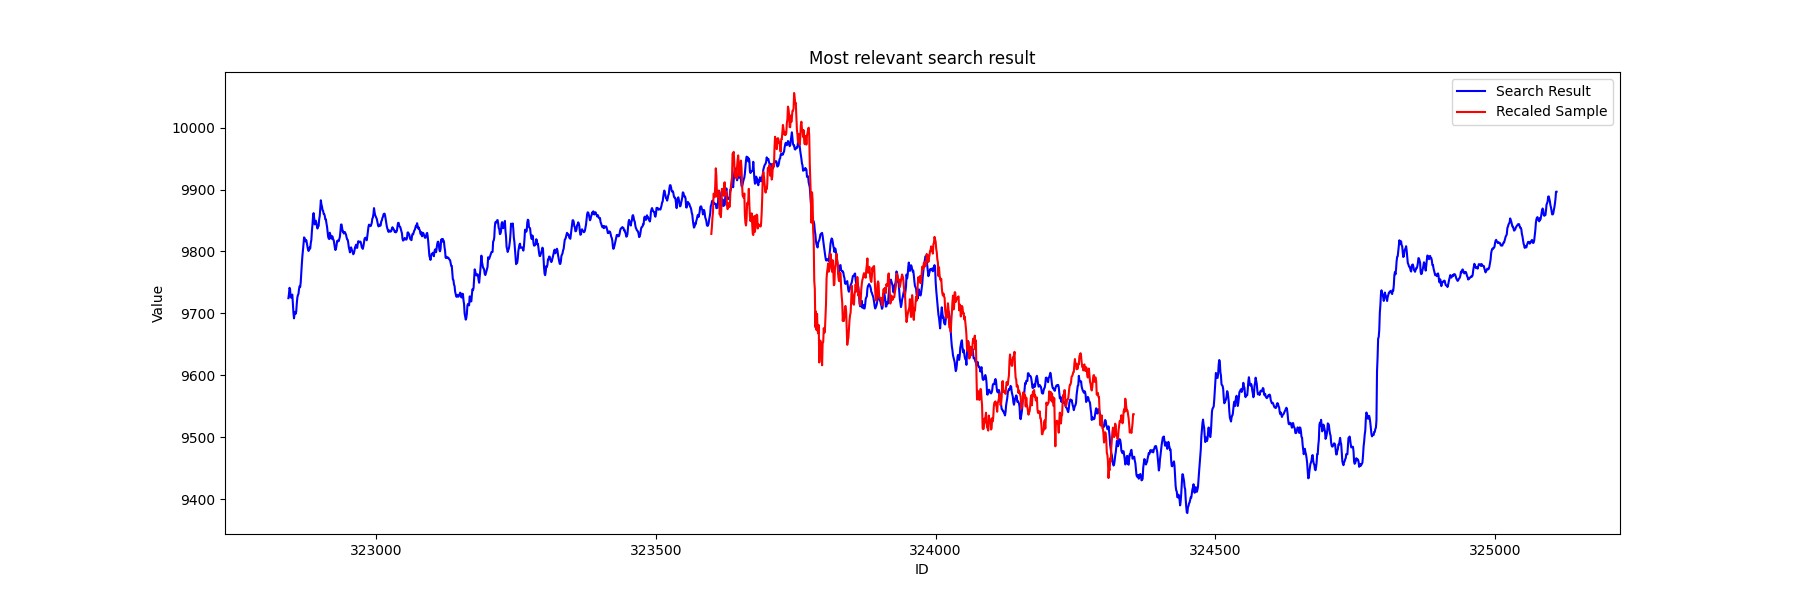 Most relevant search result
Search Result
Recaled Sample
Value
10000
9900
9800
9700
9600
9500
9400
323000
323500
324000
324500
325000
ID